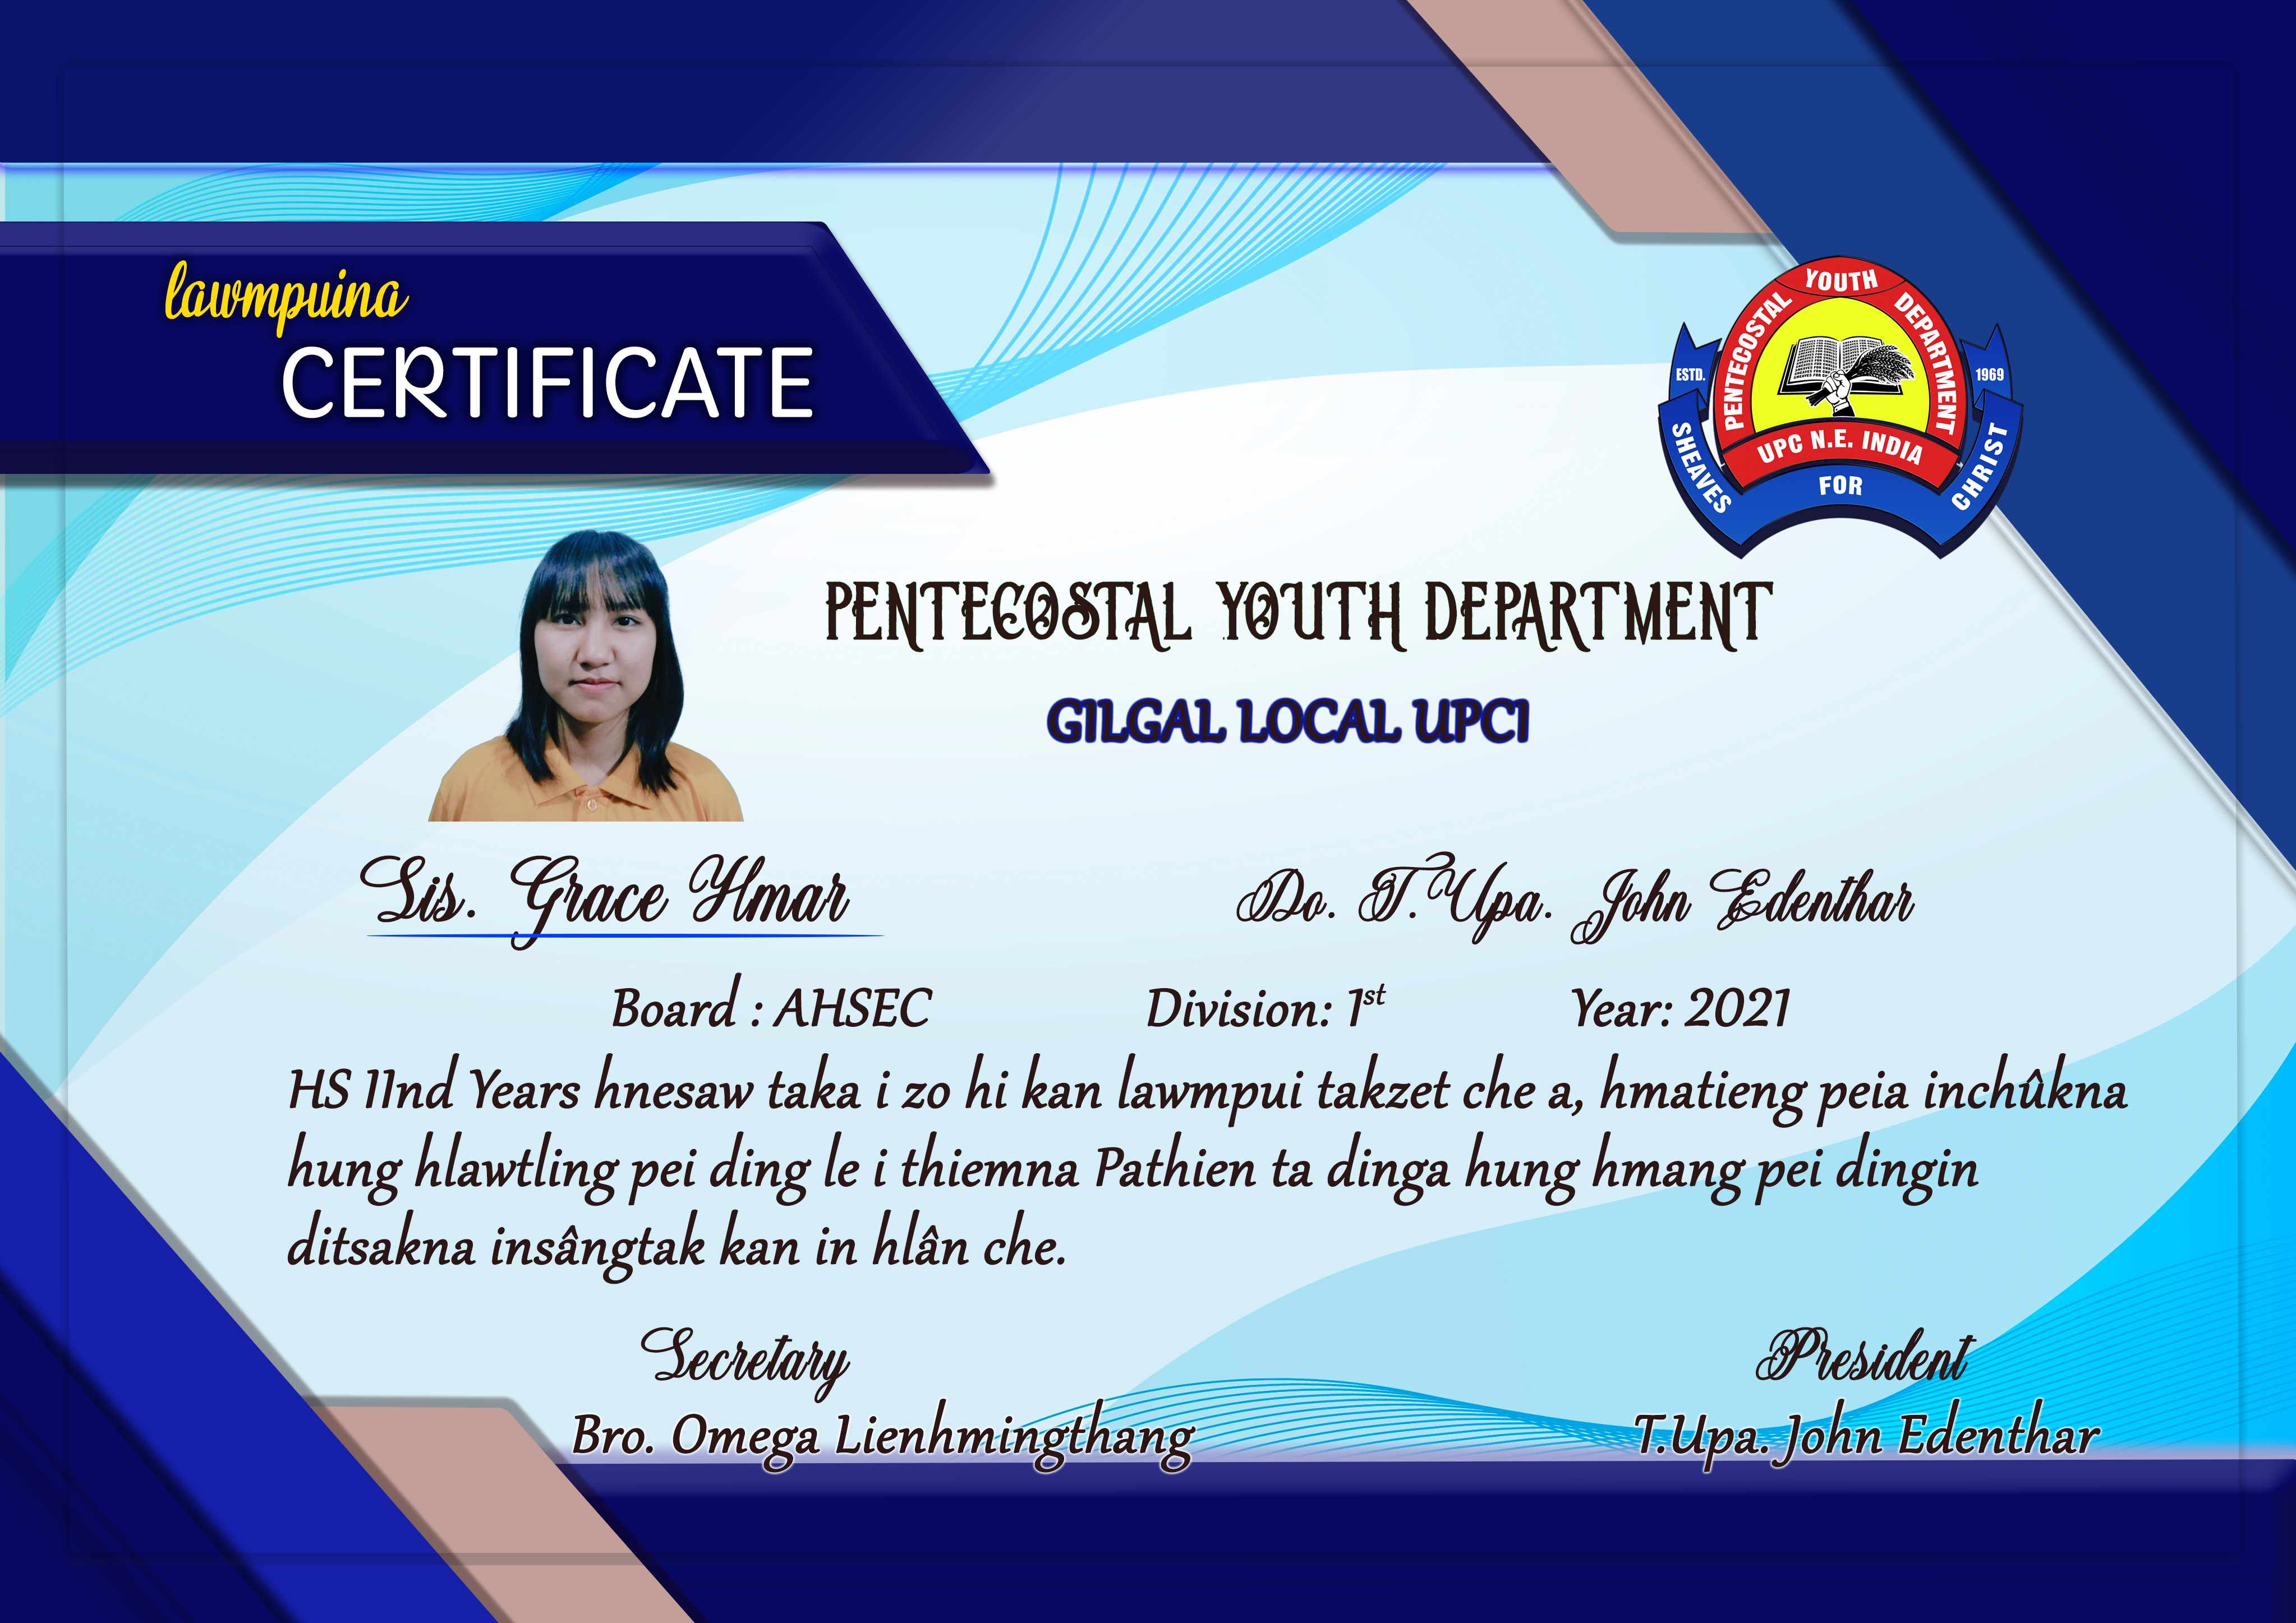 lawmpuina
CERTIFICATE
PENTECOSTAL YOUTH DEPARTMENT
ESTD. 1969
UPC N.E. INDIA
SHEAVES FOR CHRIST
PENTECOSTAL YOUTH DEPARTMENT
GILGAL LOCAL UPCI
Sis. Grace Hmar
Do. T.Upa. John Edenthar
Board : AHSEC Division: 1st Year: 2021
HS IInd Years hnesaw taka i zo hi kan lawmpui takzet che a, hmatieng peia inchûkna
hung hlawtling pei ding le i thiemna Pathien ta dinga hung hmang pei dingin
ditsakna insângtak kan in hlân che.
Secretary
Bro. Omega Lienhmingthang
President
T.Upa. John Edenthar